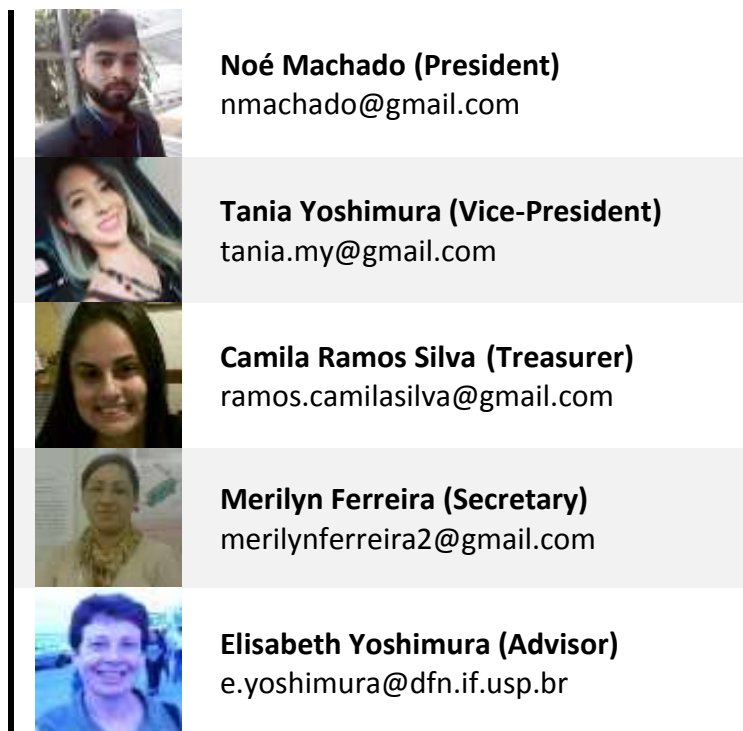 Noé Machado (President)
nmachado@gmail.com
Tania Yoshimura (Vice-President)
tania.my@gmail.com
Camila Ramos Silva (Treasurer)
ramos.camilasilva@gmail.com
Merilyn Ferreira (Secretary)
merilynferreira2@gmail.com
Elisabeth Yoshimura (Advisor)
e.yoshimura@dfn.if.usp.br